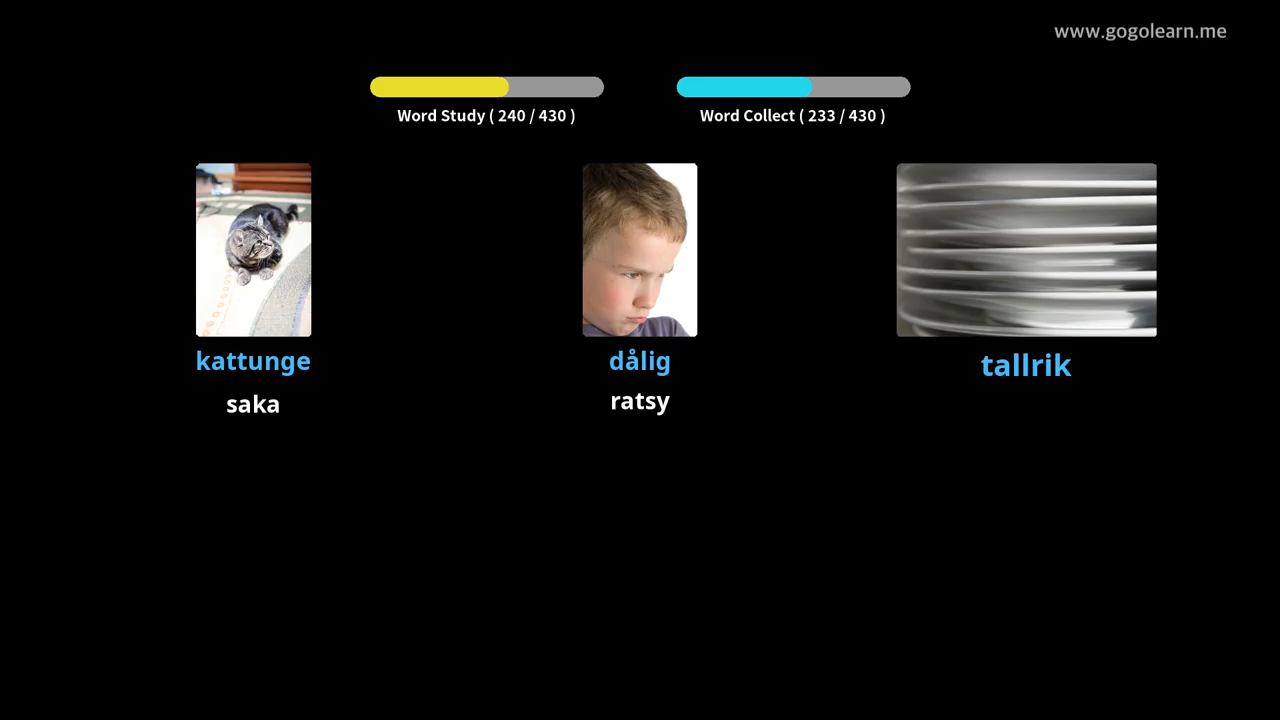 www.gogolearn.me
Word Study ( 240 / 430 )
Word Collect ( 233 / 430 )
kattunge
saka
dålig
ratsy
tallrik